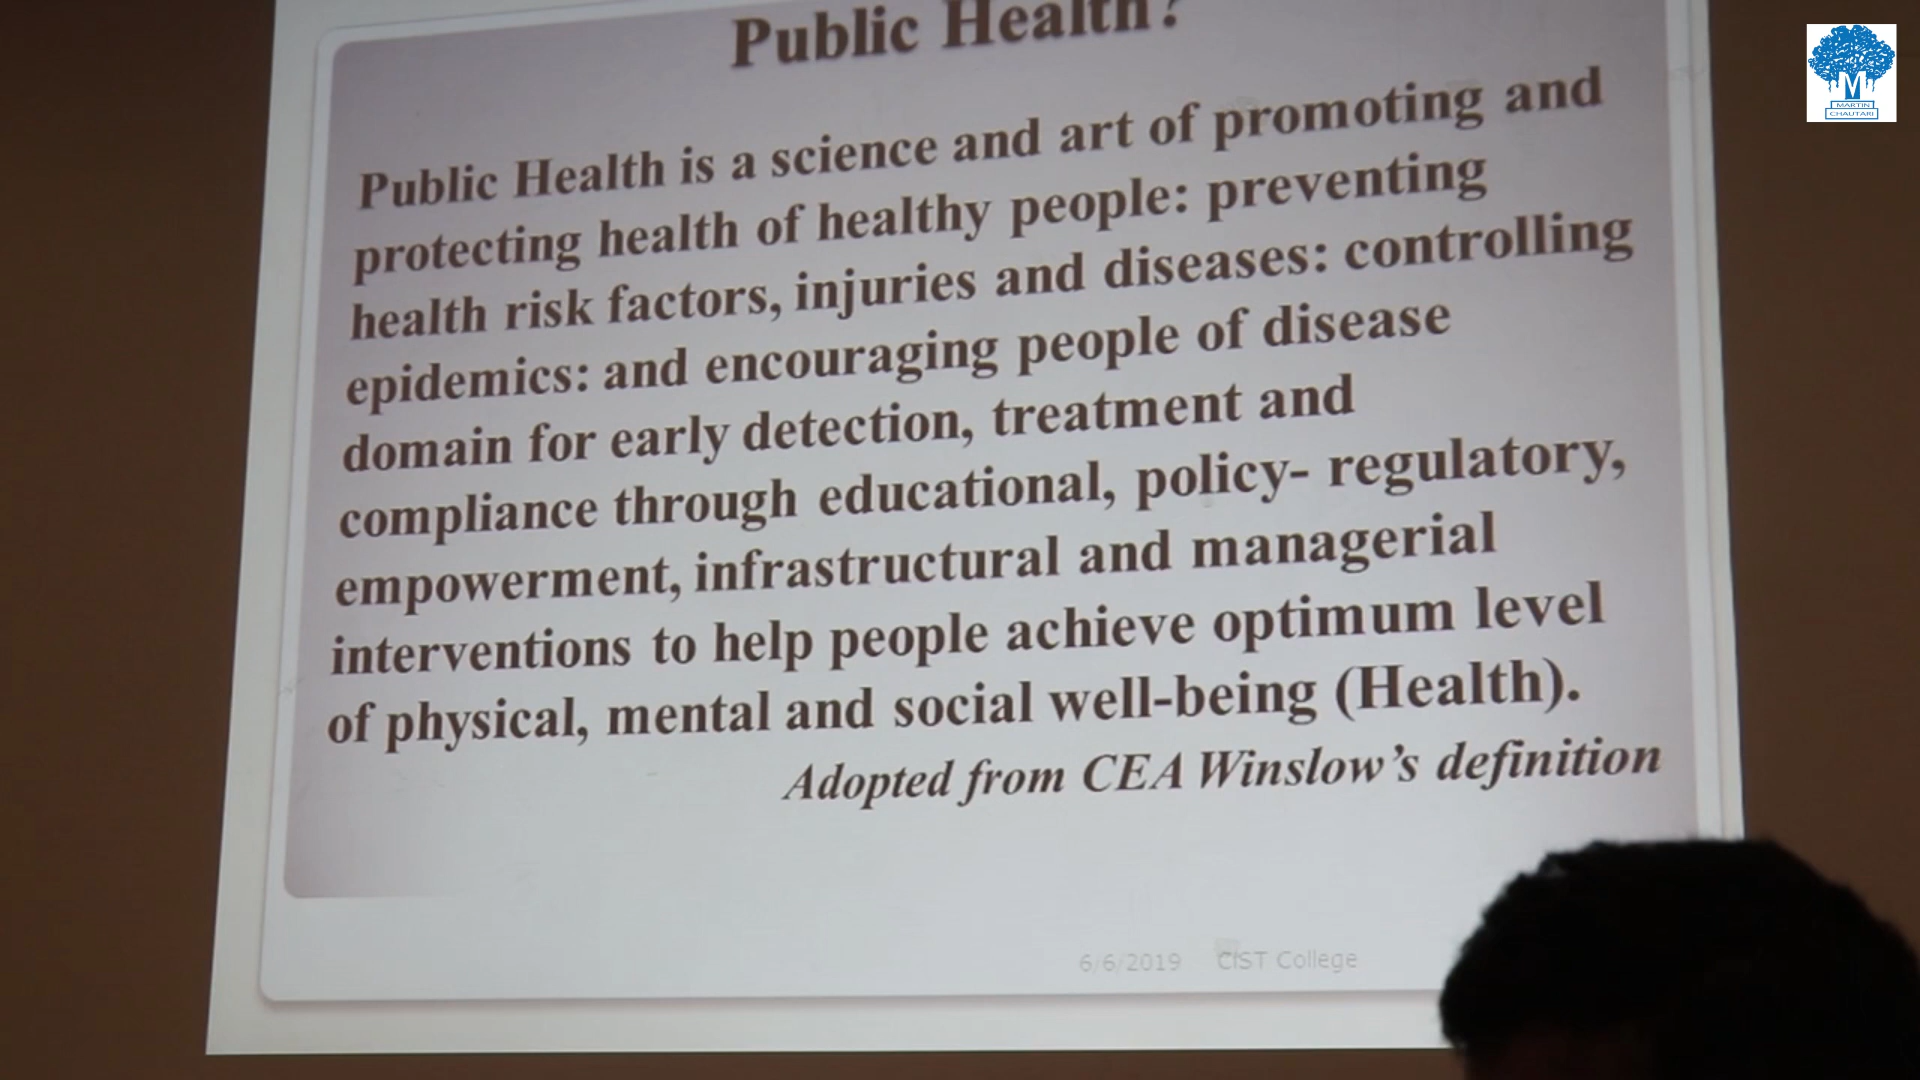 Public Health?
Public Health is a science and art of promoting and
protecting health of healthy people: preventing
health risk factors, injuries and diseases: controlling
epidemics: and encouraging people of disease
domain for early detection, treatment and
compliance through educational, policy- regulatory,
empowerment, infrastructural and managerial
interventions to help people achieve optimum level
of physical, mental and social well-being (Health).
Adopted from CEA Winslow’s definition
6/6/2019 CIST College
M
MARTIN
CHAUTARI